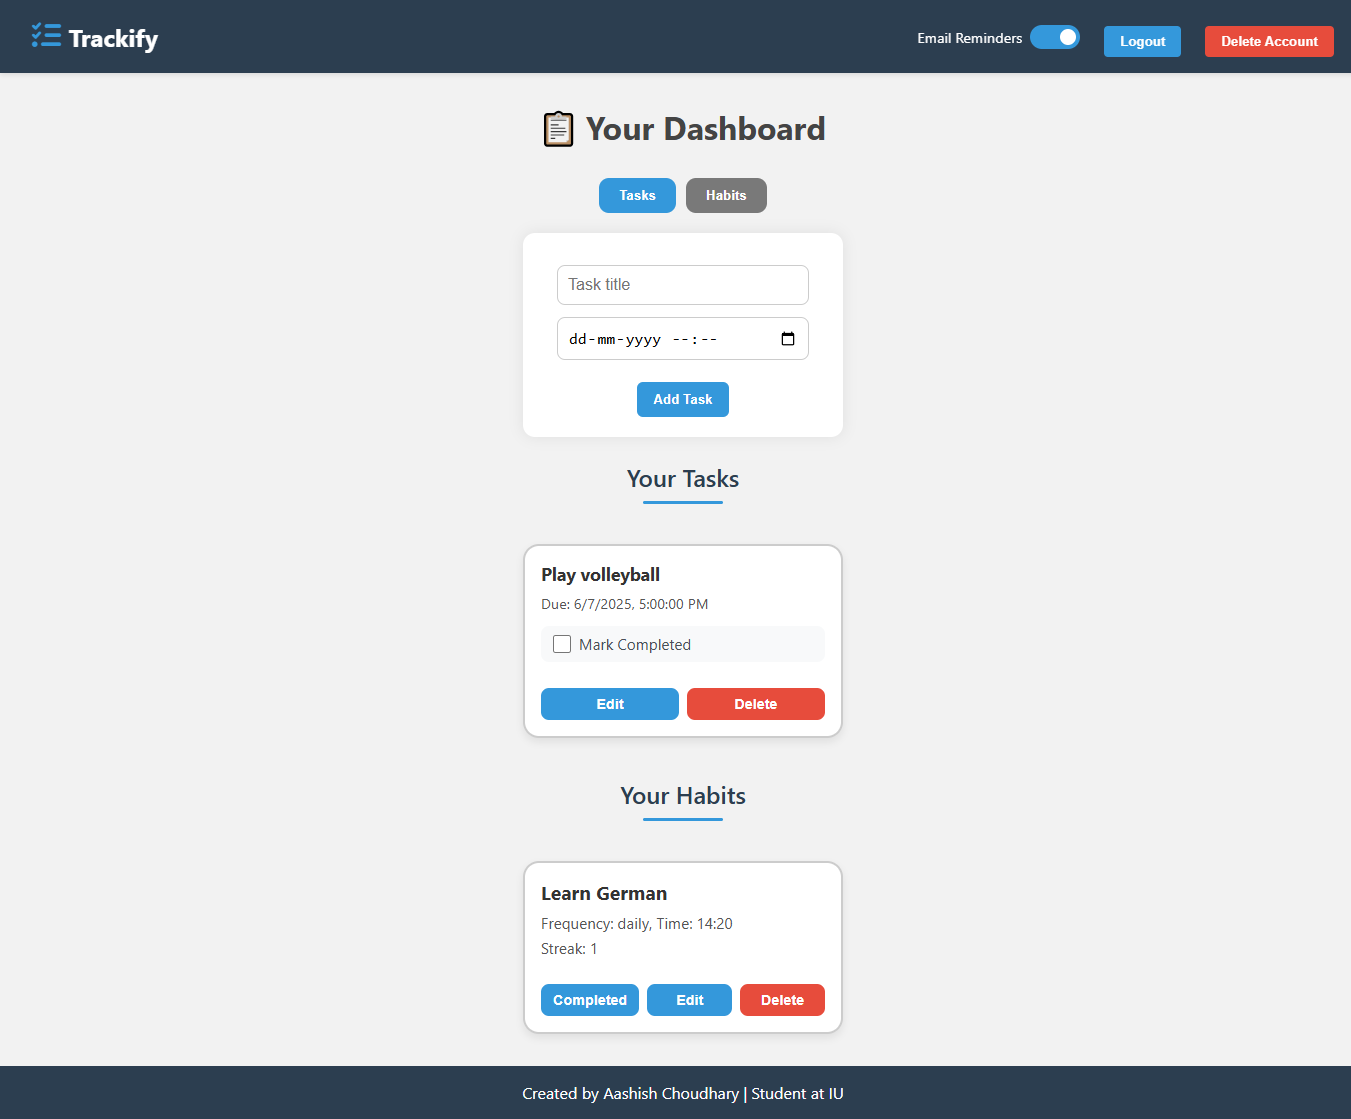 Trackify
Email Reminders
Logout
Delete Account
Your Dashboard
Tasks
Habits
Task title
dd-mm-yyyy --:--
Add Task
Your Tasks
Play volleyball
Due: 6/7/2025, 5:00:00 PM
Mark Completed
Edit
Delete
Your Habits
Learn German
Frequency: daily, Time: 14:20
Streak: 1
Completed
Edit
Delete
Created by Aashish Choudhary | Student at IU